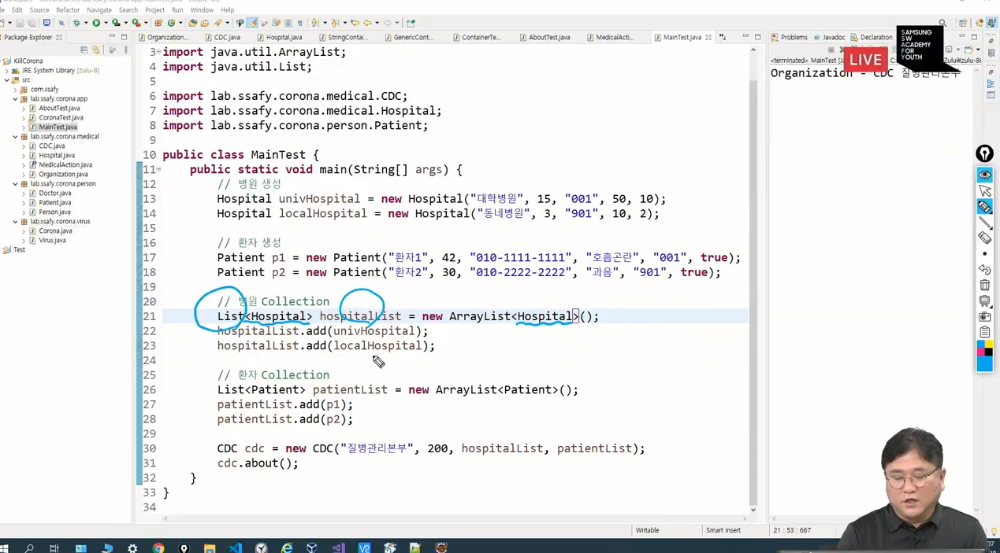 File Edit Source Refactor Navigate Search Project Run Window Help
Package Explorer
KillCorona
JRE System Library [zulu-8]
src
com.ssafy
lab.ssafy.corona.app
AboutTest.java
CoronaTest.java
MainTest.java
lab.ssafy.corona.medical
CDC.java
Hospital.java
MedicalAction.java
Organization.java
lab.ssafy.corona.person
Doctor.java
Patient.java
Person.java
lab.ssafy.corona.virus
Corona.java
Virus.java
Test
Organization... CDC.java Hospital.java StringContai... GenericCont... ContainerTe... AboutTest.java MedicalActi... MainTest.java
3 import java.util.ArrayList;
4 import java.util.List;
5
6 import lab.ssafy.corona.medical.CDC;
7 import lab.ssafy.corona.medical.Hospital;
8 import lab.ssafy.corona.person.Patient;
9
10 public class MainTest {
11 public static void main(String[] args) {
12 // 병원 생성
13 Hospital univHospital = new Hospital("대학병원", 15, "001", 50, 10);
14 Hospital localHospital = new Hospital("동네병원", 3, "901", 10, 2);
15
16 // 환자 생성
17 Patient p1 = new Patient("환자1", 42, "010-1111-1111", "호흡곤란", "001", true);
18 Patient p2 = new Patient("환자2", 30, "010-2222-2222", "과음", "901", true);
19
20 // 병원 Collection
21 List<Hospital> hospitalList = new ArrayList<Hospital>();
22 hospitalList.add(univHospital);
23 hospitalList.add(localHospital);
24
25 // 환자 Collection
26 List<Patient> patientList = new ArrayList<Patient>();
27 patientList.add(p1);
28 patientList.add(p2);
29
30 CDC cdc = new CDC("질병관리본부", 200, hospitalList, patientList);
31 cdc.about();
32 }
33 }
34
Problems Javadoc Declaration
<terminated> MainTest
Organization - CDC 질병관리본부
LIVE
SAMSUNG
SW
ACADEMY
FOR
YOUTH
Writable Smart Insert 21 : 53 : 667